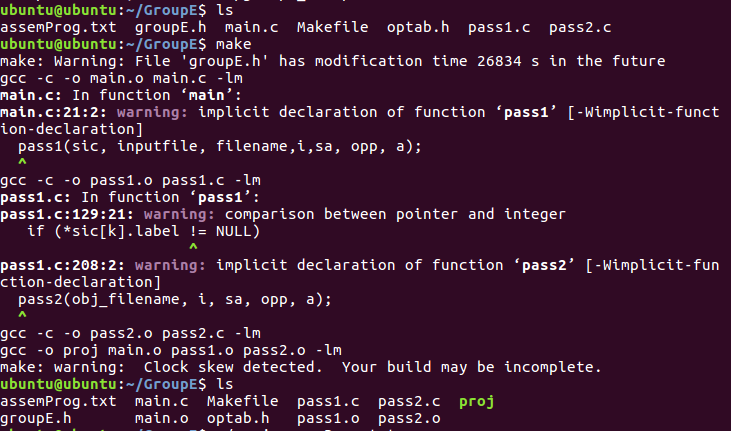 ubuntu@ubuntu:~/GroupE$ ls
assemProg.txt  groupE.h  main.c  Makefile  optab.h  pass1.c  pass2.c
ubuntu@ubuntu:~/GroupE$ make
make: Warning: File 'groupE.h' has modification time 26834 s in the future
gcc -c -o main.o main.c -lm
main.c: In function ‘main’:
main.c:21:2: warning: implicit declaration of function ‘pass1’ [-Wimplicit-funct
ion-declaration]
  pass1(sic, inputfile, filename,i,sa, opp, a);
  ^
gcc -c -o pass1.o pass1.c -lm
pass1.c: In function ‘pass1’:
pass1.c:129:21: warning: comparison between pointer and integer
   if (*sic[k].label != NULL)
                     ^
pass1.c:208:2: warning: implicit declaration of function ‘pass2’ [-Wimplicit-fun
ction-declaration]
  pass2(obj_filename, i, sa, opp, a);
  ^
gcc -c -o pass2.o pass2.c -lm
gcc -o proj main.o pass1.o pass2.o -lm
make: warning:  Clock skew detected.  Your build may be incomplete.
ubuntu@ubuntu:~/GroupE$ ls
assemProg.txt  main.c  Makefile  pass1.c  pass2.c  proj
groupE.h       main.o  optab.h   pass1.o  pass2.o